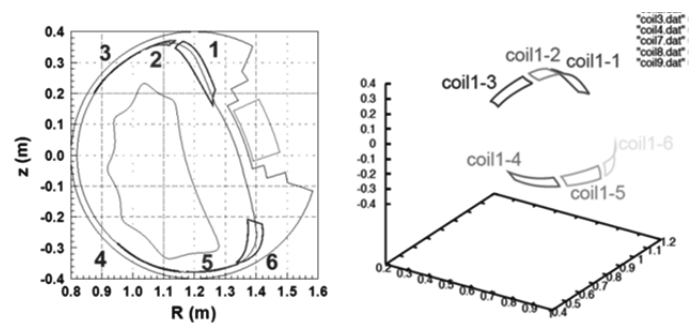 0.4
0.3
0.2
0.1
0.0
-0.1
-0.2
-0.3
-0.4
z (m)
0.8 0.9 1.0 1.1 1.2 1.3 1.4 1.5 1.6
R (m)
3
2
1
4
5
6
"coil3.dat"
"coil4.dat"
"coil7.dat"
"coil8.dat"
"coil9.dat"
coil1-2
coil1-1
coil1-3
coil1-6
coil1-4
coil1-5
0.4
0.3
0.2
0.1
0
-0.1
-0.2
-0.3
-0.4
0.2 0.3 0.4 0.5 0.6 0.7 0.8 0.9
0.4 0.5 0.6 0.7 0.8 0.9 1 1.1 1.2